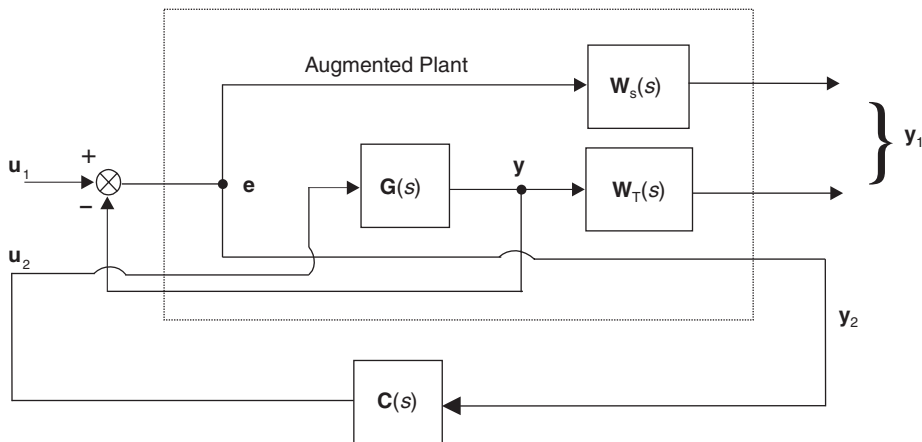 Augmented Plant
W_s(s)
}
y_1
u_1
+
−
e
G(s)
y
W_T(s)
u_2
y_2
C(s)